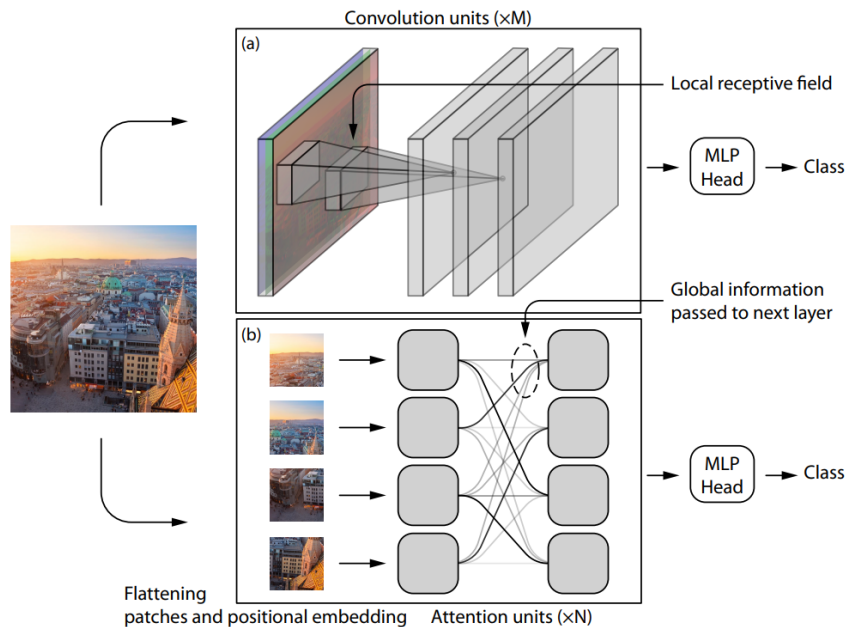 Convolution units (×M)
(a)
Local receptive field
MLP
Head
Class
Global information
passed to next layer
(b)
MLP
Head
Class
Flattening
patches and positional embedding
Attention units (×N)